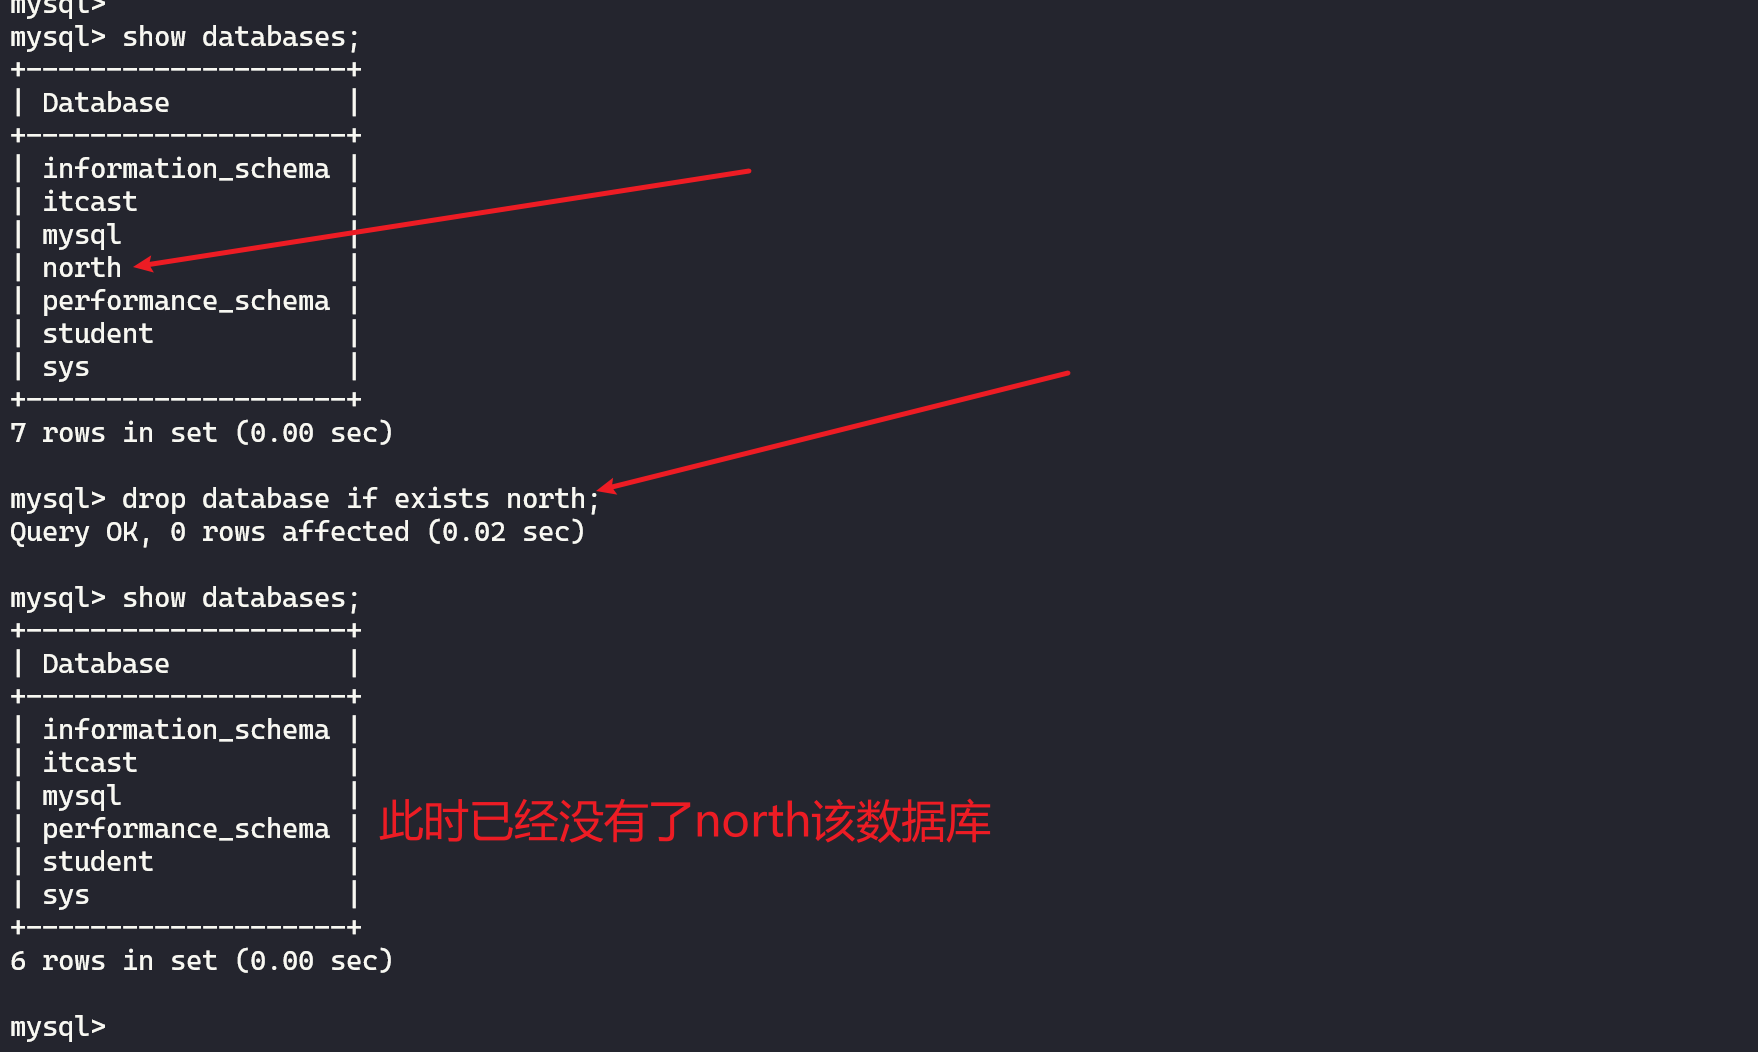 mysql>
mysql> show databases;
+--------------------+
| Database           |
+--------------------+
| information_schema |
| itcast             |
| mysql              |
| north              |
| performance_schema |
| student            |
| sys                |
+--------------------+
7 rows in set (0.00 sec)
mysql> drop database if exists north;
Query OK, 0 rows affected (0.02 sec)
mysql> show databases;
+--------------------+
| Database           |
+--------------------+
| information_schema |
| itcast             |
| mysql              |
| performance_schema |
此时已经没有了north该数据库
| student            |
| sys                |
+--------------------+
6 rows in set (0.00 sec)
mysql>